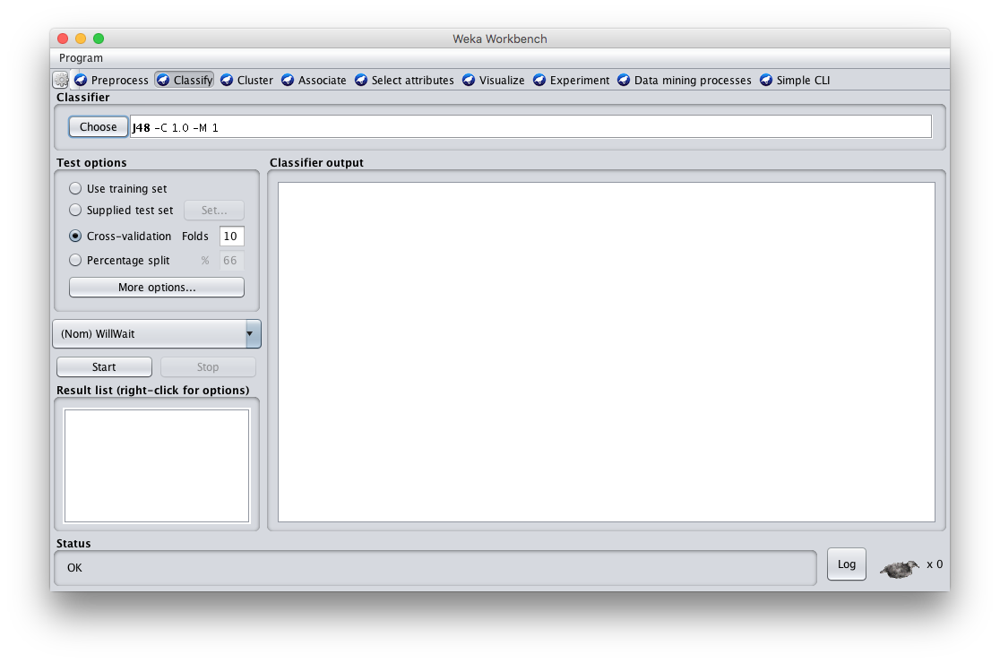 Weka Workbench
Program
Preprocess Classify Cluster Associate Select attributes Visualize Experiment Data mining processes Simple CLI
Classifier
Choose J48 -C 1.0 -M 1
Test options
Classifier output
Use training set
Supplied test set Set...
Cross-validation Folds 10
Percentage split % 66
More options...
(Nom) WillWait
Start Stop
Result list (right-click for options)
Status
OK
Log x 0